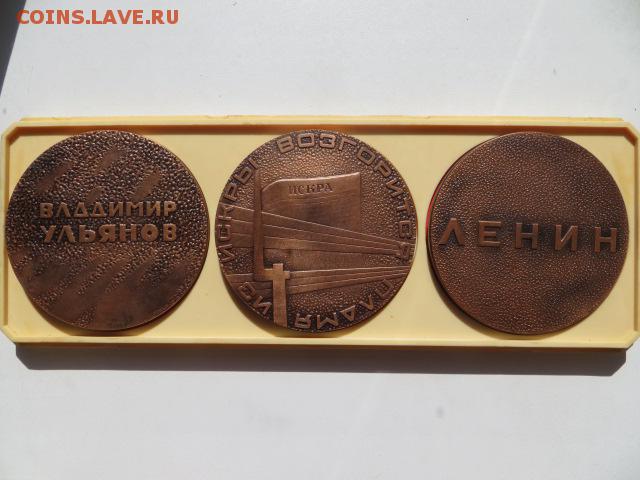 COINS.LAVE.RU
ВЛАДИМИР
УЛЬЯНОВ
ИЗ ИСКРЫ ВОЗГОРИТСЯ ПЛАМЯ
ИСКРА
ЛЕНИН